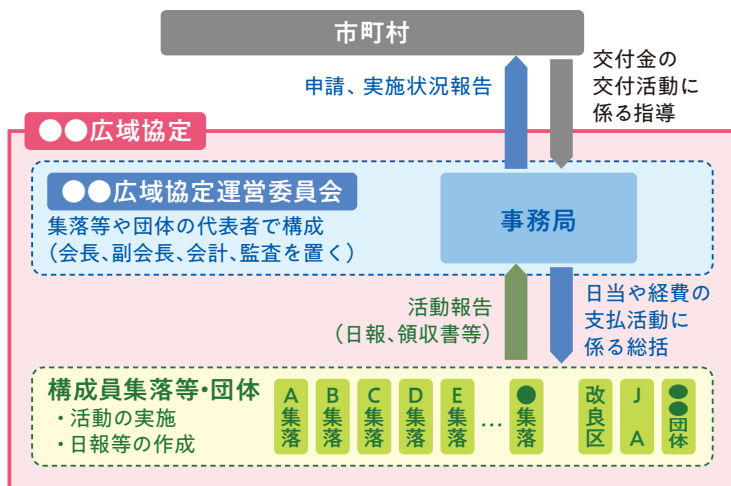 市町村
申請、実施状況報告
交付金の
交付活動に
係る指導
●●広域協定
●●広域協定運営委員会
集落等や団体の代表者で構成
（会長、副会長、会計、監査を置く）
事務局
活動報告
（日報、領収書等）
日当や経費の
支払活動に
係る総括
構成員集落等・団体
・活動の実施
・日報等の作成
A集落
B集落
C集落
D集落
E集落
…
●集落
改良区
JA
●●団体